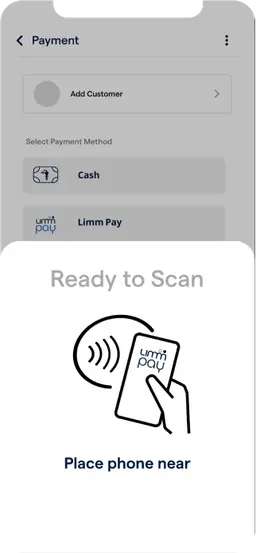 Payment
Add Customer
Select Payment Method
Cash
limm
pay
Limm Pay
Ready to Scan
limm
pay
Place phone near